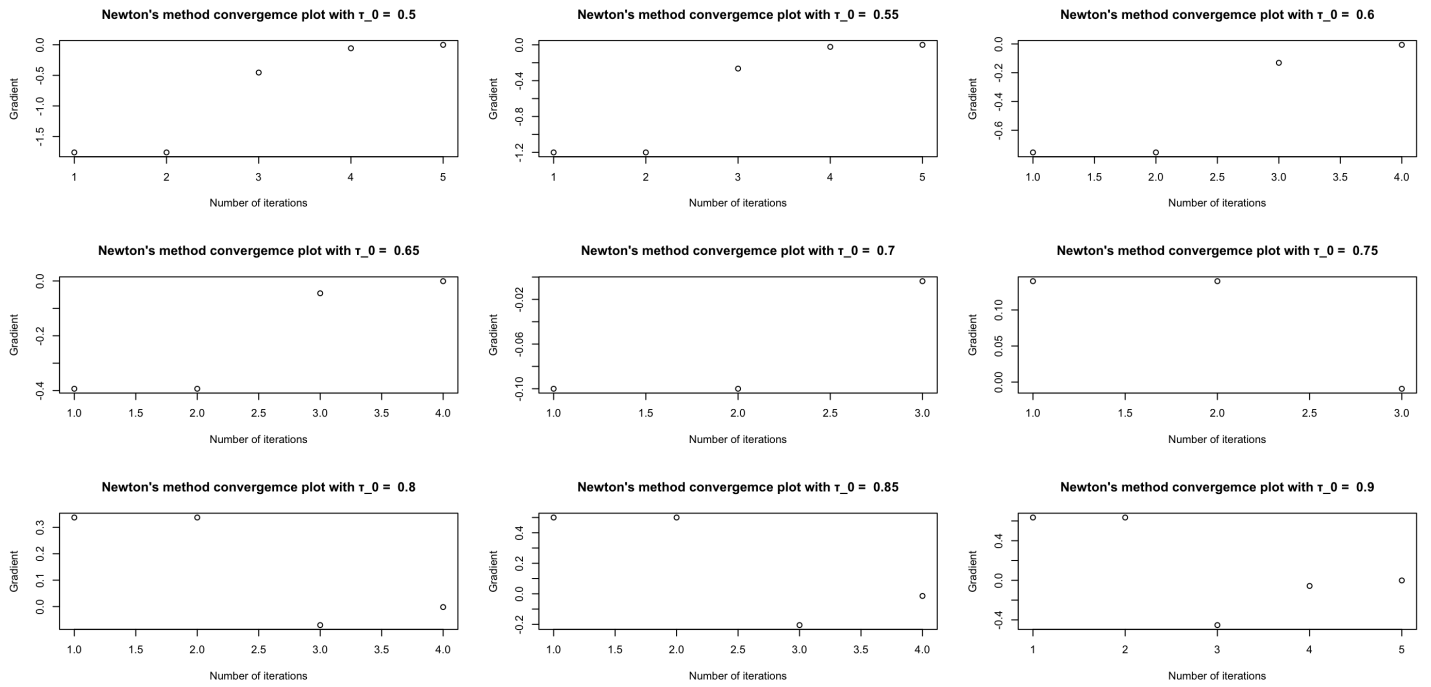 Newton's method convergemce plot with τ_0 =  0.5
Gradient
0.0
-0.5
-1.0
-1.5
1 2 3 4 5
Number of iterctions
Newton's method convergemce plot with τ_0 =  0.55
Gradient
0.0
-0.4
-0.8
-1.2
1 2 3 4 5
Number of iterctions
Newton's method convergemce plot with τ_0 =  0.6
Gradient
0.0
-0.2
-0.4
-0.6
1.0 1.5 2.0 2.5 3.0 3.5 4.0
Number of iterctions
Newton's method convergemce plot with τ_0 =  0.65
Gradient
0.0
-0.2
-0.4
1.0 1.5 2.0 2.5 3.0 3.5 4.0
Number of iterctions
Newton's method convergemce plot with τ_0 =  0.7
Gradient
-0.02
-0.06
-0.10
1.0 1.5 2.0 2.5 3.0
Number of iterctions
Newton's method convergemce plot with τ_0 =  0.75
Gradient
0.10
0.05
0.00
1.0 1.5 2.0 2.5 3.0
Number of iterctions
Newton's method convergemce plot with τ_0 =  0.8
Gradient
0.3
0.2
0.1
0.0
1.0 1.5 2.0 2.5 3.0 3.5 4.0
Number of iterctions
Newton's method convergemce plot with τ_0 =  0.85
Gradient
0.4
0.2
0.0
-0.2
1.0 1.5 2.0 2.5 3.0 3.5 4.0
Number of iterctions
Newton's method convergemce plot with τ_0 =  0.9
Gradient
0.4
0.0
-0.4
1 2 3 4 5
Number of iterctions